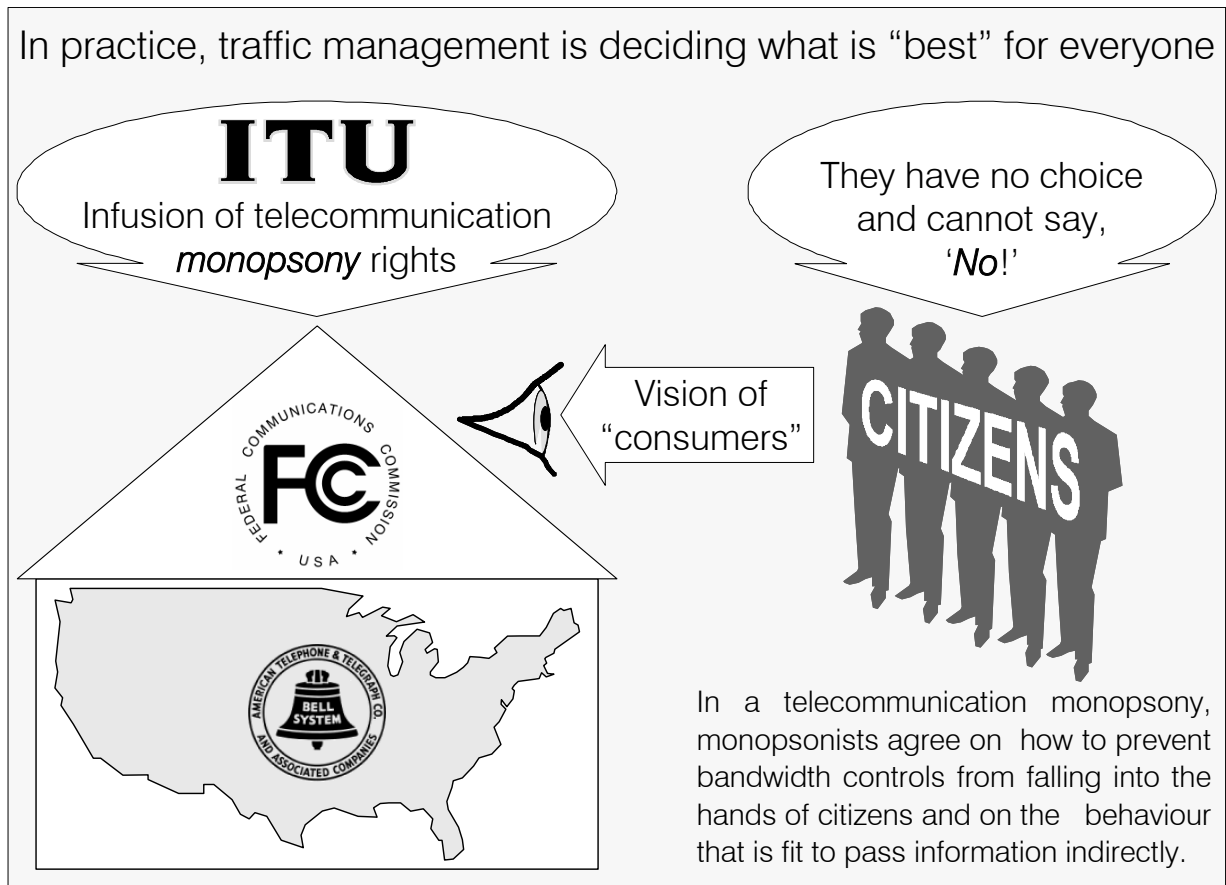 In practice, traffic management is deciding what is “best” for everyone
ITU
Infusion of telecommunication
monopsony rights
They have no choice
and cannot say,
‘No!’
Vision of
“consumers”
CITIZENS
FEDERAL COMMUNICATIONS COMMISSION
* USA *
FCC
AMERICAN TELEPHONE & TELEGRAPH CO.
BELL
SYSTEM
AND ASSOCIATED COMPANIES
In a telecommunication monopsony,
monopsonists agree on how to prevent
bandwidth controls from falling into the
hands of citizens and on the behaviour
that is fit to pass information indirectly.